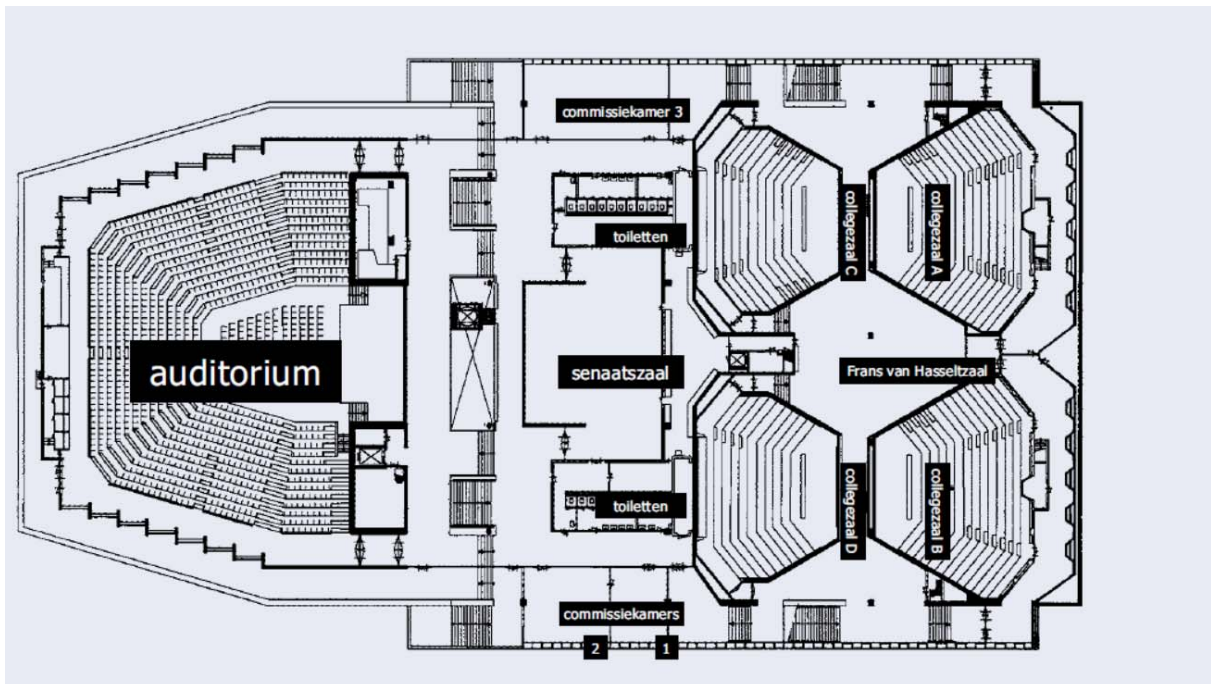 commissiekamer 3
toiletten
collegezaal C
collegezaal A
auditorium
senaatszaal
Frans van Hasseltzaal
toiletten
collegezaal D
collegezaal B
commissiekamers
2
1